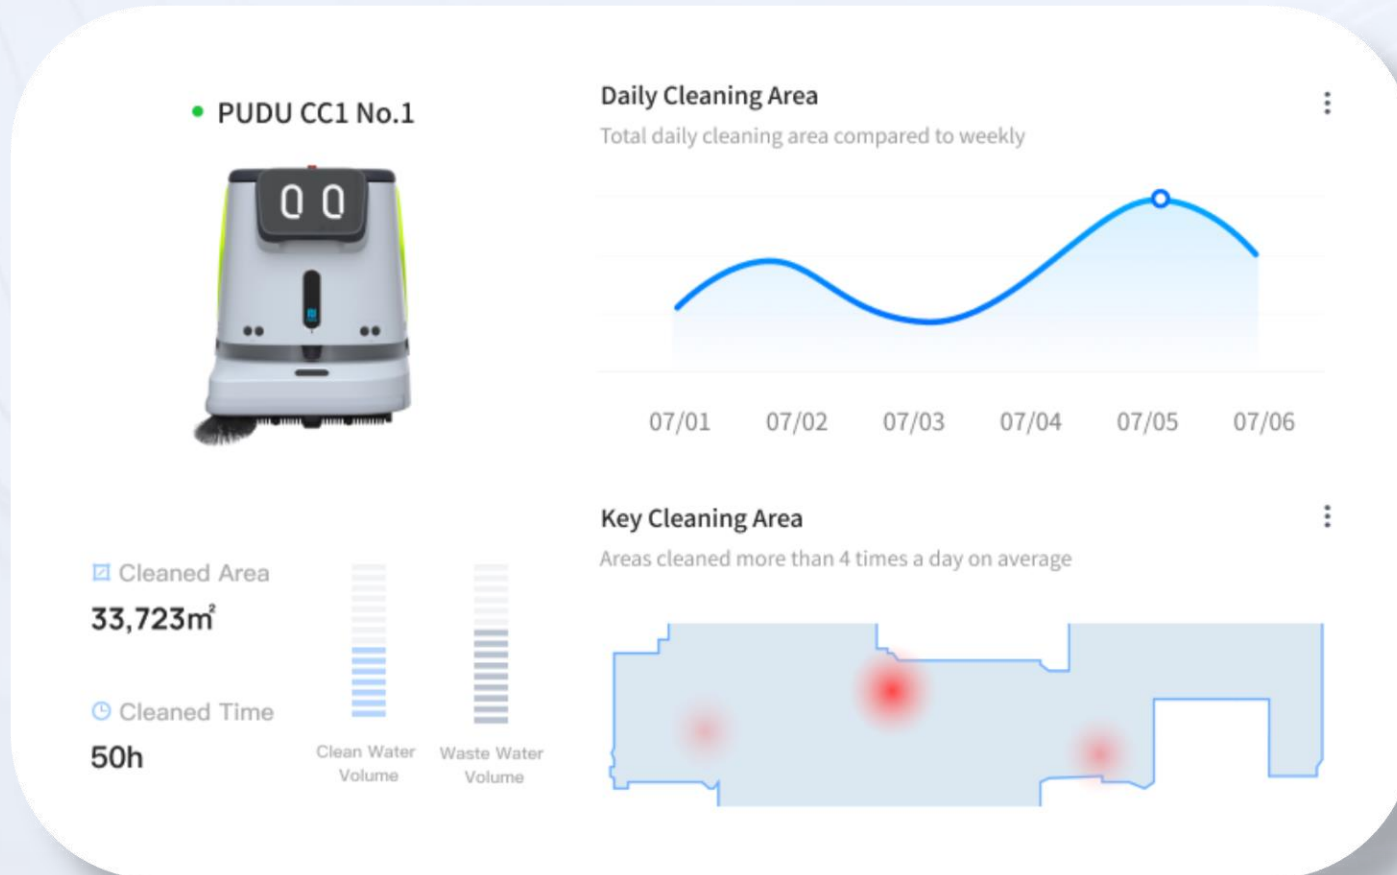 PUDU CC1 No.1
00
Cleaned Area
33,723㎡
Cleaned Time
50h
Clean Water
Volume
Waste Water
Volume
Daily Cleaning Area
Total daily cleaning area compared to weekly
07/01 07/02 07/03 07/04 07/05 07/06
Key Cleaning Area
Areas cleaned more than 4 times a day on average